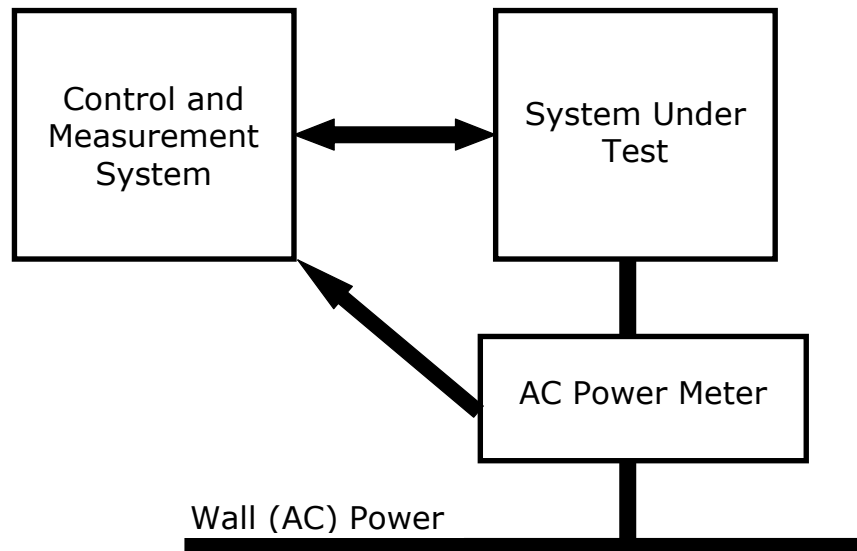 Control and
Measurement
System
System Under
Test
AC Power Meter
Wall (AC) Power